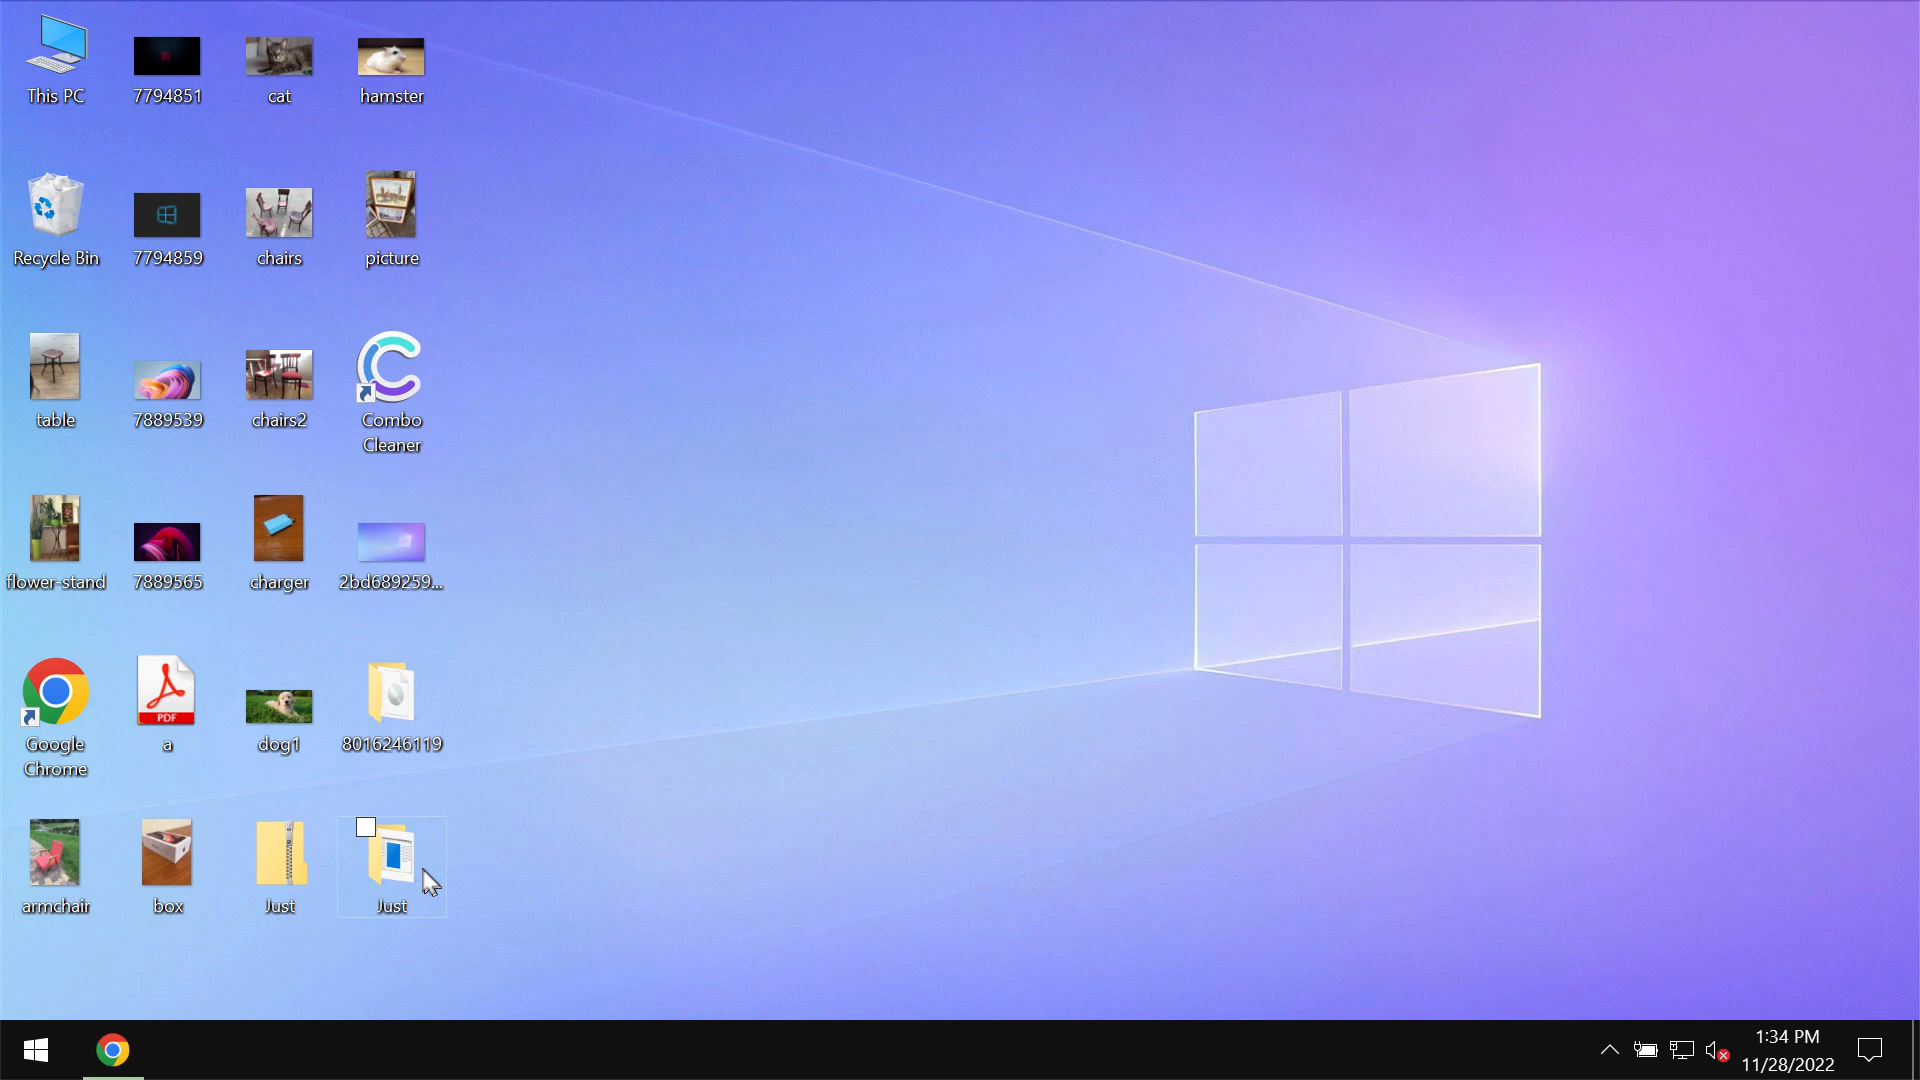 This PC
7794851
cat
hamster
Recycle Bin
7794859
chairs
picture
table
7889539
chairs2
Combo
Cleaner
flower-stand
7889565
charger
2bd689259...
Google
Chrome
PDF
a
dog1
8016246119
armchair
box
Just
Just
1:34 PM
11/28/2022